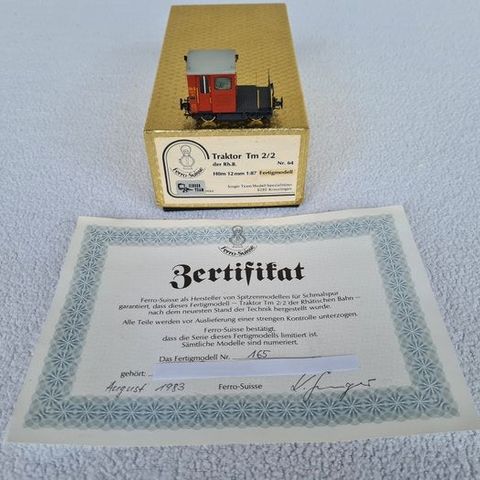 Traktor Tm 2/2
der Rh.B.
Nr. 64
H0m 12mm 1:87 Fertigmodell
Ferro-Suisse
Ferro-Suisse
Zertifikat
Ferro-Suisse als Hersteller von Spitzenmodellen für Schmalspur
garantiert, dass dieses Fertigmodell – Traktor Tm 2/2 der Rhätischen Bahn –
nach dem neuesten Stand der Technik hergestellt wurde.
Alle Teile werden vor Auslieferung einer strengen Kontrolle unterzogen.
Ferro-Suisse bestätigt,
dass die Serie dieses Fertigmodells limitiert ist.
Sämtliche Modelle sind numeriert.
Das Fertigmodell Nr. 165
gehört:
August 1983 Ferro-Suisse